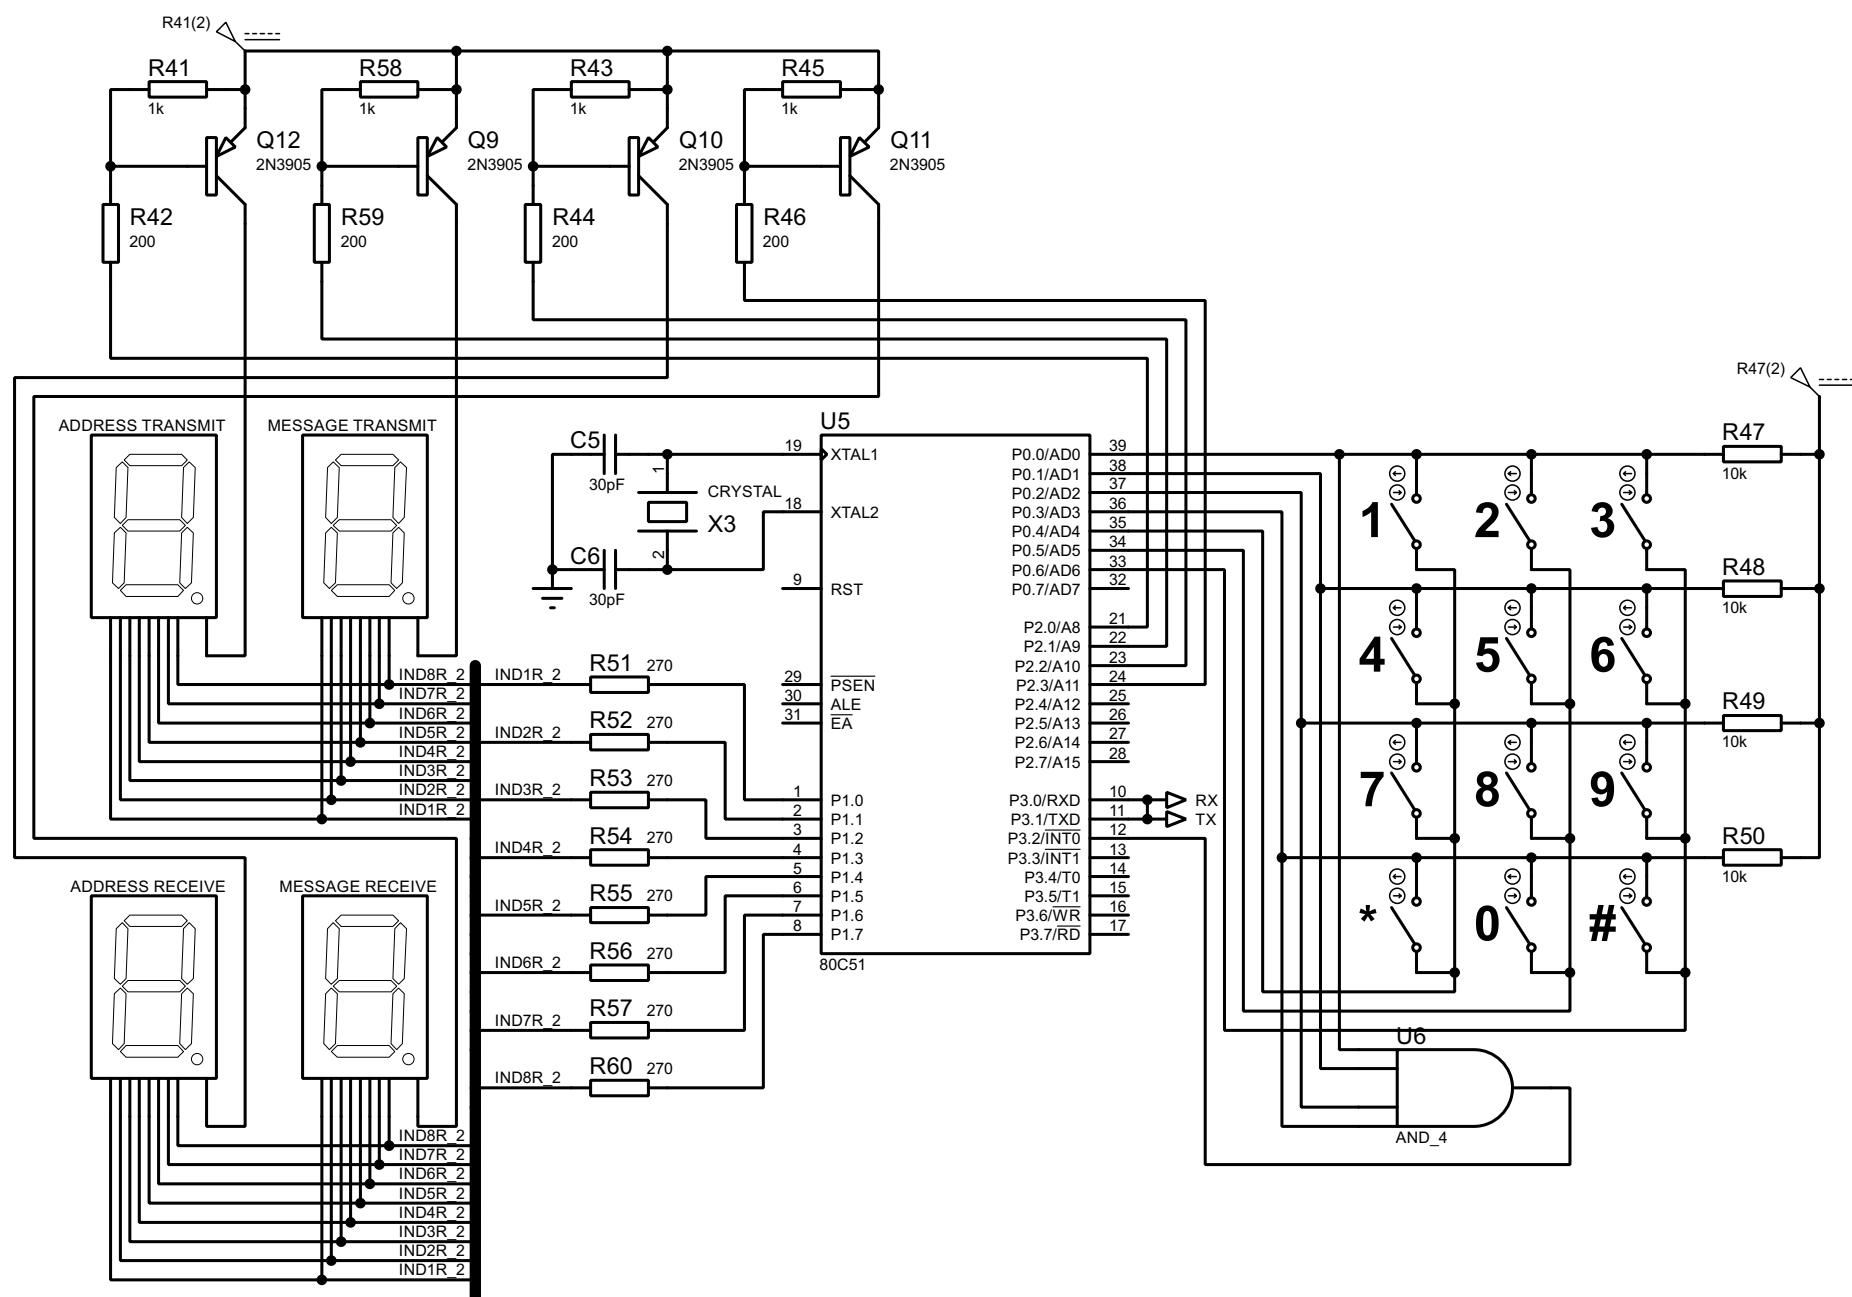 R41(2)
R41
1k
R58
1k
R43
1k
R45
1k
Q12
2N3905
Q9
2N3905
Q10
2N3905
Q11
2N3905
R42
200
R59
200
R44
200
R46
200
R47(2)
ADDRESS TRANSMIT
MESSAGE TRANSMIT
C5
30pF
1
CRYSTAL
X3
2
C6
30pF
U5
19
XTAL1
18
XTAL2
9
RST
29
PSEN
30
ALE
31
EA
1
P1.0
2
P1.1
3
P1.2
4
P1.3
5
P1.4
6
P1.5
7
P1.6
8
P1.7
80C51
P0.0/AD0
39
P0.1/AD1
38
P0.2/AD2
37
P0.3/AD3
36
P0.4/AD4
35
P0.5/AD5
34
P0.6/AD6
33
P0.7/AD7
32
P2.0/A8
21
P2.1/A9
22
P2.2/A10
23
P2.3/A11
24
P2.4/A12
25
P2.5/A13
26
P2.6/A14
27
P2.7/A15
28
P3.0/RXD
10
RX
P3.1/TXD
11
TX
P3.2/INT0
12
P3.3/INT1
13
P3.4/T0
14
P3.5/T1
15
P3.6/WR
16
P3.7/RD
17
R47
10k
1
2
3
R48
10k
4
5
6
R49
10k
7
8
9
R50
10k
*
0
#
U6
AND_4
IND8R_2
IND7R_2
IND6R_2
IND5R_2
IND4R_2
IND3R_2
IND2R_2
IND1R_2
IND1R_2
R51
270
IND2R_2
R52
270
IND3R_2
R53
270
IND4R_2
R54
270
IND5R_2
R55
270
IND6R_2
R56
270
IND7R_2
R57
270
IND8R_2
R60
270
ADDRESS RECEIVE
MESSAGE RECEIVE
IND8R_2
IND7R_2
IND6R_2
IND5R_2
IND4R_2
IND3R_2
IND2R_2
IND1R_2